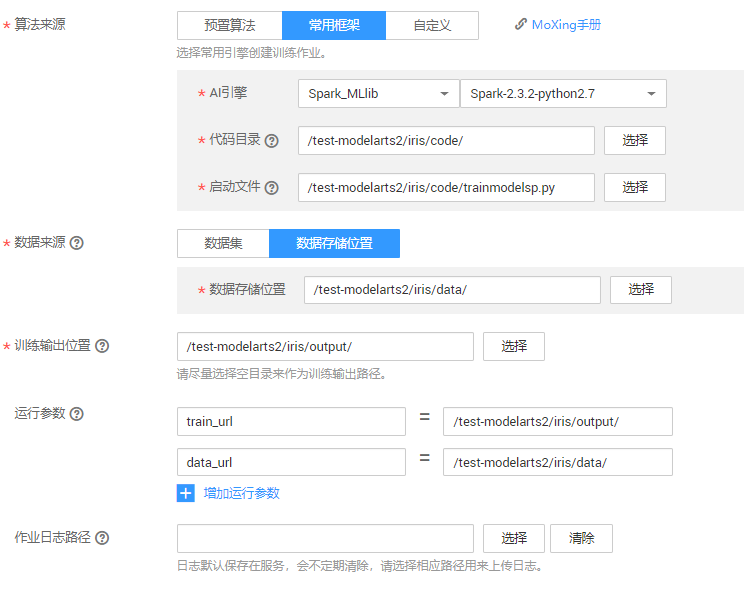 * 算法来源 预置算法 常用框架 自定义 MoXing手册
选择常用引擎创建训练作业。
* AI引擎 Spark_MLlib Spark-2.3.2-python2.7
* 代码目录 ? /test-modelarts2/iris/code/ 选择
* 启动文件 ? /test-modelarts2/iris/code/trainmodelsp.py 选择
* 数据来源 ? 数据集 数据存储位置
* 数据存储位置 /test-modelarts2/iris/data/ 选择
* 训练输出位置 ? /test-modelarts2/iris/output/ 选择
请尽量选择空目录来作为训练输出路径。
运行参数 ? train_url = /test-modelarts2/iris/output/
data_url = /test-modelarts2/iris/data/
+ 增加运行参数
作业日志路径 ? 选择 清除
日志默认保存在服务，会不定期清除，请选择相应路径用来上传日志。